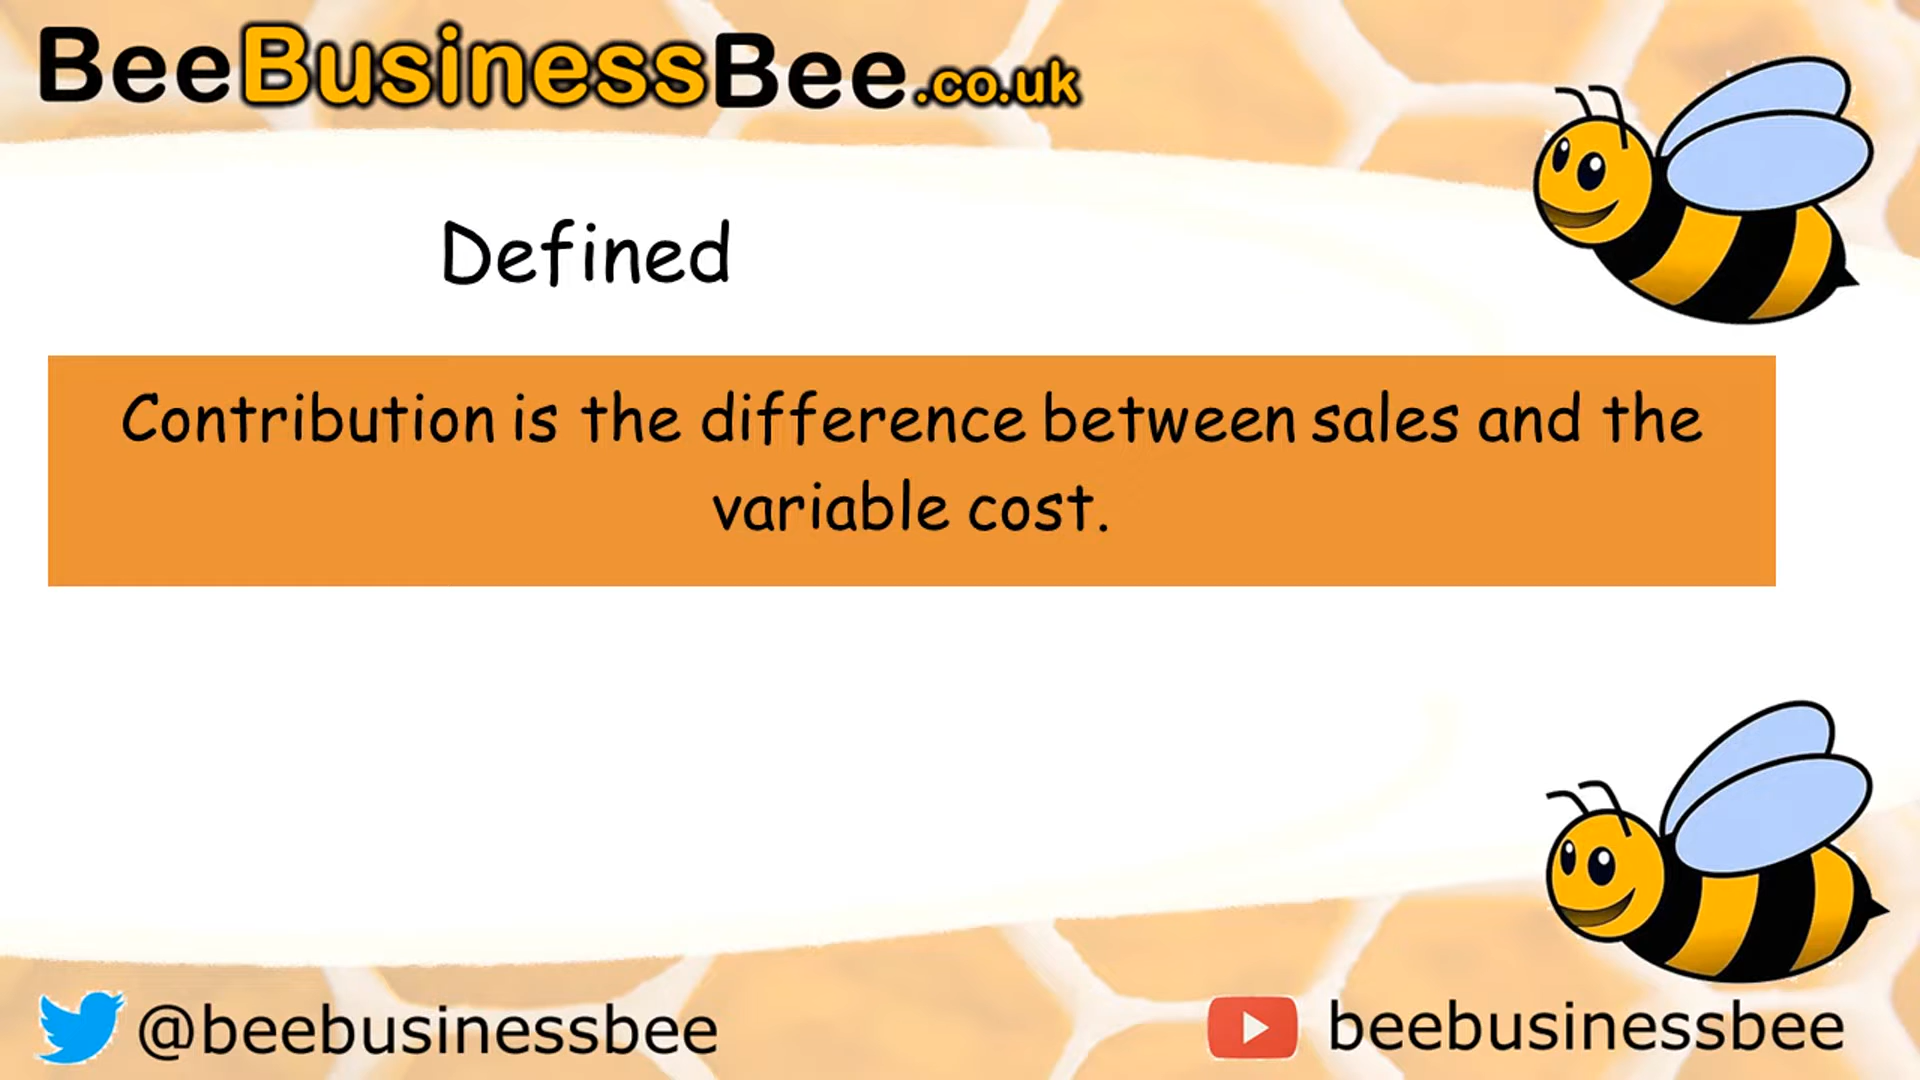 BeeBusinessBee.co.uk
Defined
Contribution is the difference between sales and the
variable cost.
@beebusinessbee
beebusinessbee